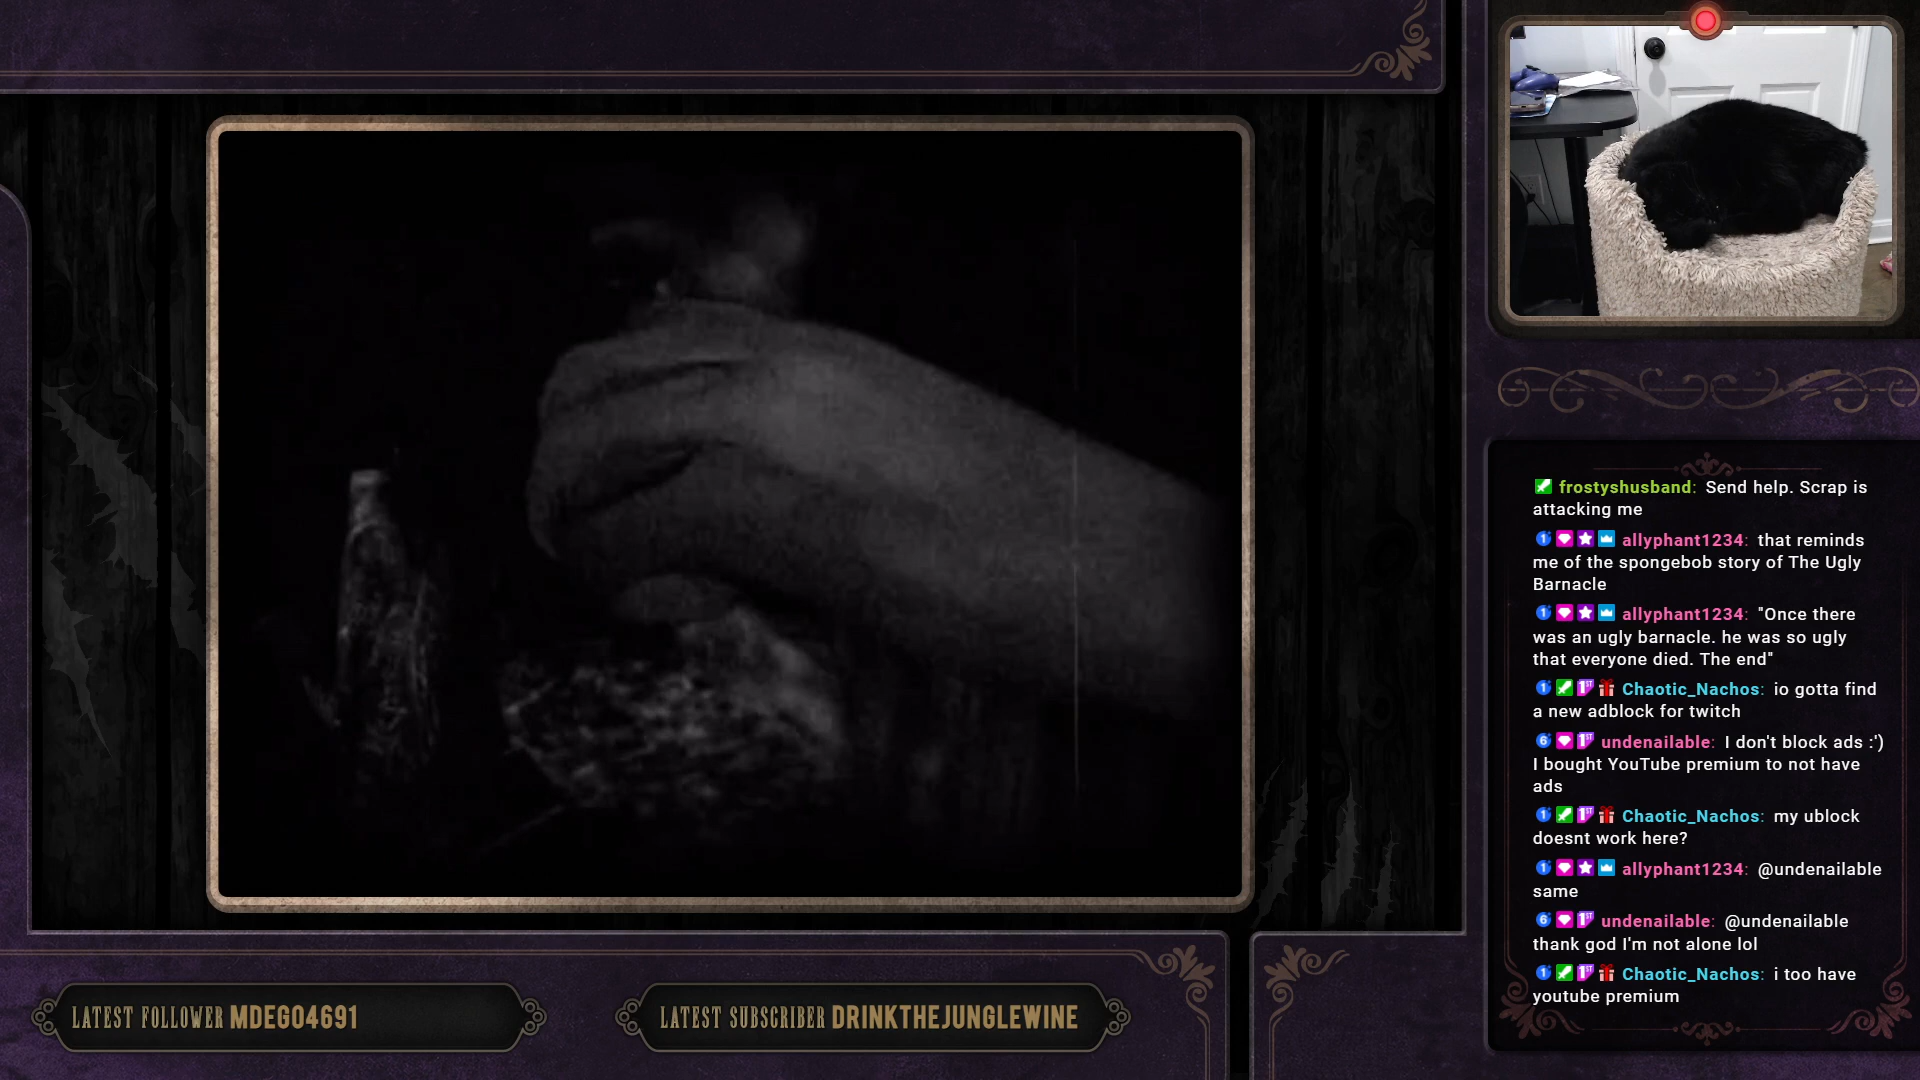 frostyshusband: Send help. Scrap is
attacking me
allyphant1234: that reminds
me of the spongebob story of The Ugly
Barnacle
allyphant1234: "Once there
was an ugly barnacle. he was so ugly
that everyone died. The end"
Chaotic_Nachos: io gotta find
a new adblock for twitch
undenailable: I don't block ads :')
I bought YouTube premium to not have
ads
Chaotic_Nachos: my ublock
doesnt work here?
allyphant1234: @undenailable
same
undenailable: @undenailable
thank god I'm not alone lol
Chaotic_Nachos: i too have
youtube premium
LATEST FOLLOWER MDEGO4691
LATEST SUBSCRIBER DRINKTHEJUNGLEWINE